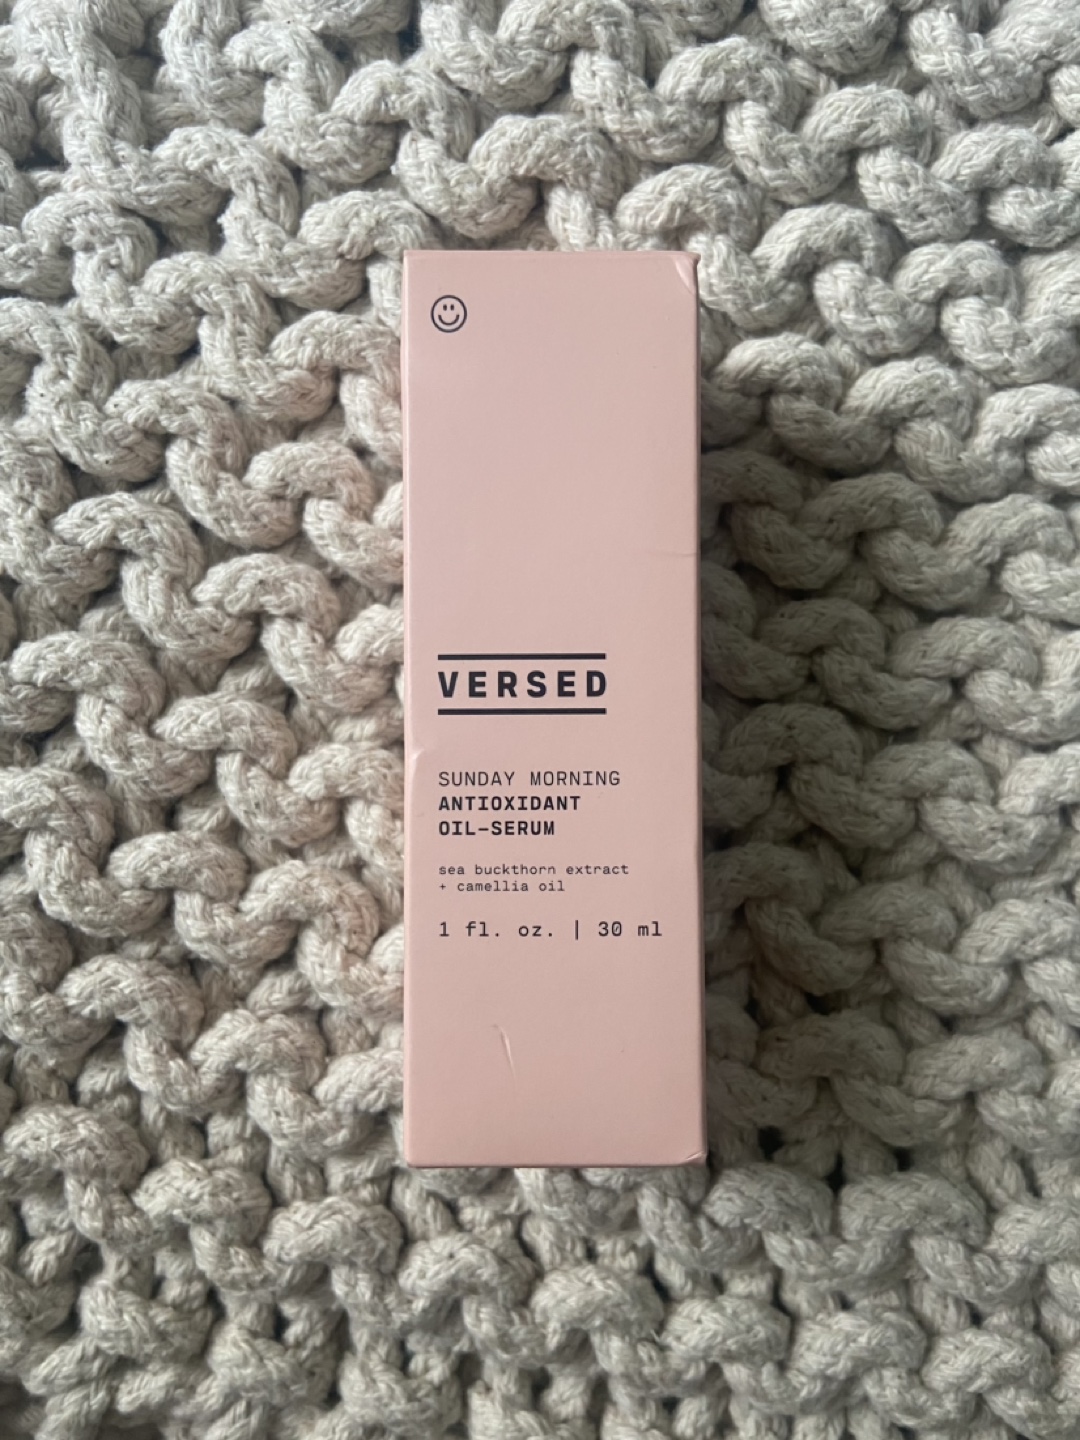 VERSED
SUNDAY MORNING
ANTIOXIDANT
OIL-SERUM
sea buckthorn extract
+ camellia oil
1 fl. oz. | 30 ml